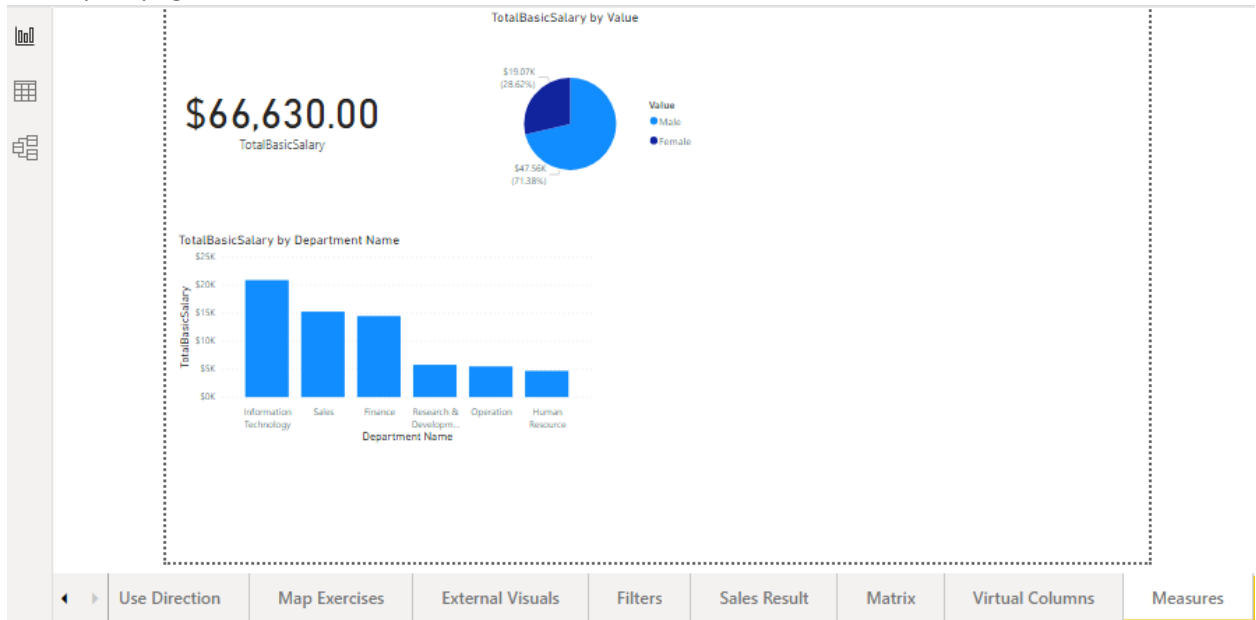 TotalBasicSalary by Value
$66,630.00
TotalBasicSalary
$19.07K
(28.62%)
$47.56K
(71.38%)
Value
Male
Female
TotalBasicSalary by Department Name
TotalBasicSalary
$25K
$20K
$15K
$10K
$5K
$0K
Information
Technology
Sales
Finance
Research &
Developm...
Operation
Human
Resource
Department Name
Use Direction
Map Exercises
External Visuals
Filters
Sales Result
Matrix
Virtual Columns
Measures